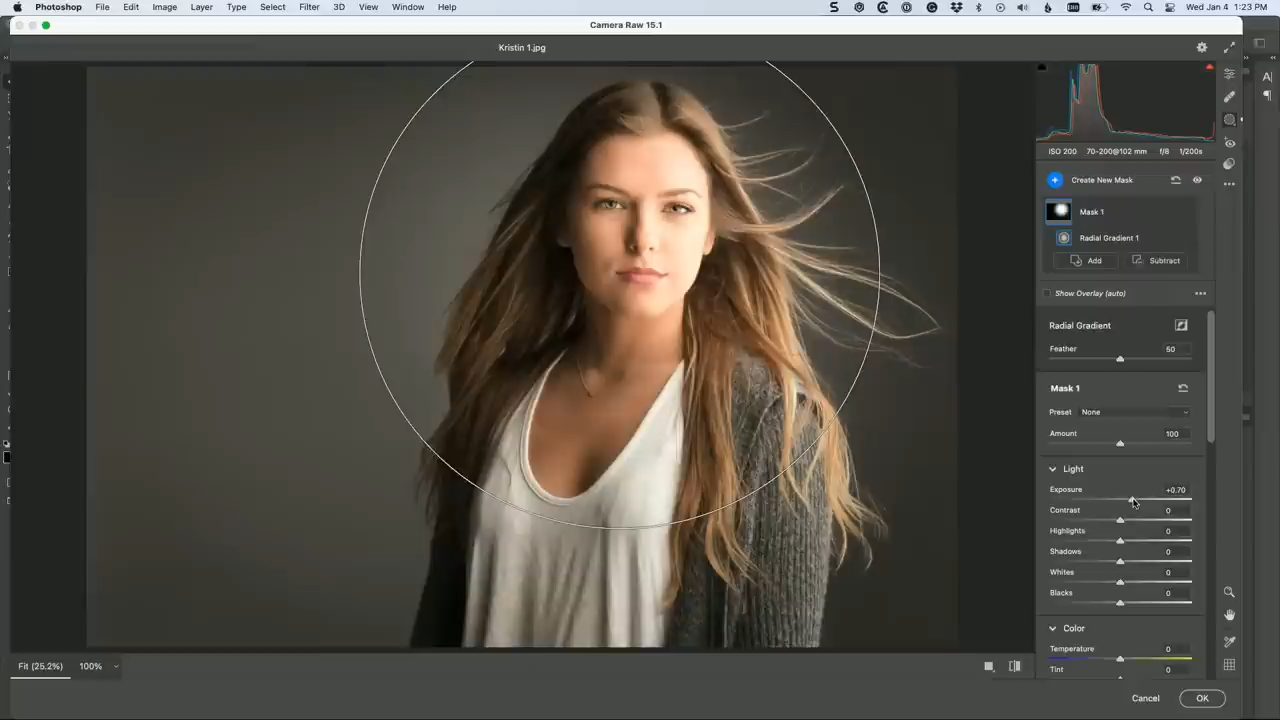 Photoshop File Edit Image Layer Type Select Filter 3D View Window Help Wed Jan 4 1:23 PM
Camera Raw 15.1
Kristin 1.jpg
ISO 200 70-200@102 mm f/8 1/200s
Create New Mask
Mask 1
Radial Gradient 1
Add Subtract
Show Overlay (auto)
Radial Gradient
Feather 50
Mask 1
Preset None
Amount 100
Light
Exposure +0.70
Contrast 0
Highlights 0
Shadows 0
Whites 0
Blacks 0
Color
Temperature 0
Tint 0
Fit (25.2%) 100%
Cancel OK